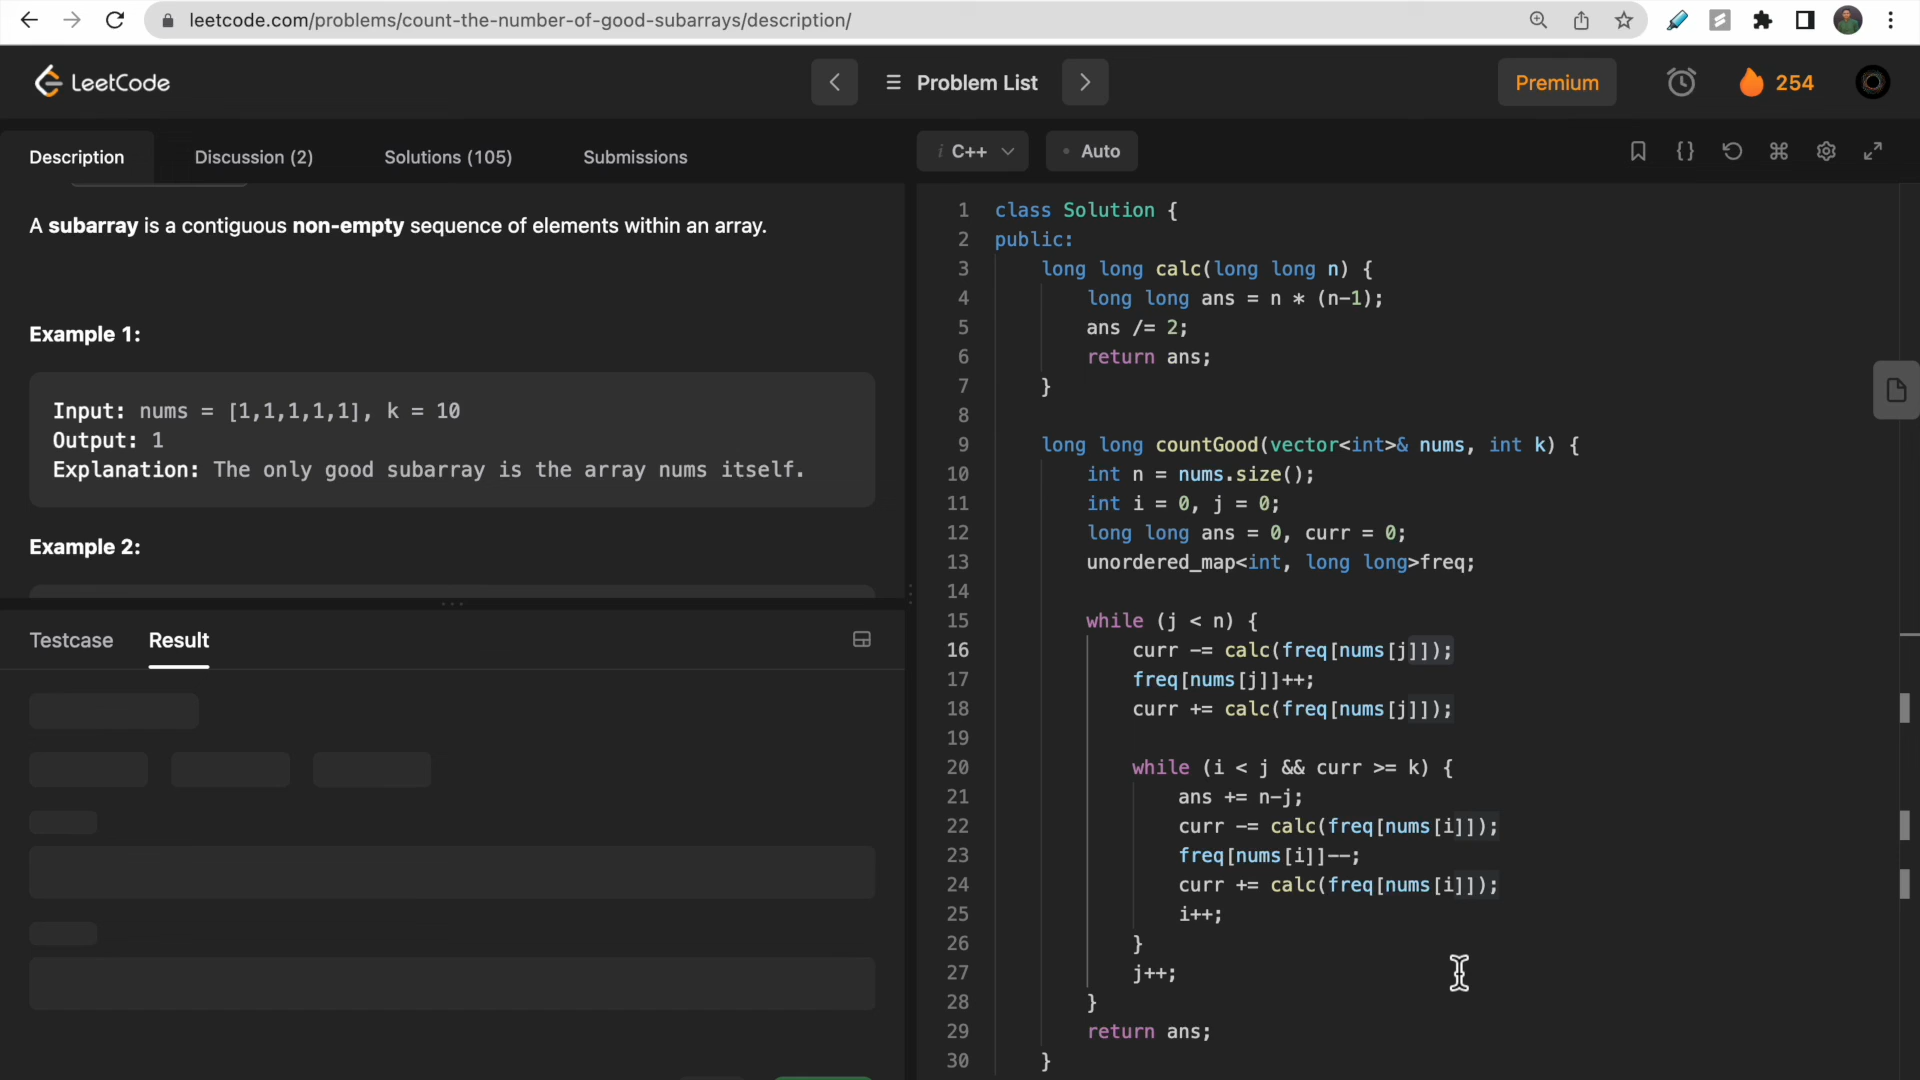 leetcode.com/problems/count-the-number-of-good-subarrays/description/
LeetCode
Problem List
Premium
254
Description
Discussion (2)
Solutions (105)
Submissions
A subarray is a contiguous non-empty sequence of elements within an array.
Example 1:
Input: nums = [1,1,1,1,1], k = 10
Output: 1
Explanation: The only good subarray is the array nums itself.
Example 2:
Testcase
Result
i C++
• Auto
1 class Solution {
2 public:
3 long long calc(long long n) {
4 long long ans = n * (n-1);
5 ans /= 2;
6 return ans;
7 }
8
9 long long countGood(vector<int>& nums, int k) {
10 int n = nums.size();
11 int i = 0, j = 0;
12 long long ans = 0, curr = 0;
13 unordered_map<int, long long>freq;
14
15 while (j < n) {
16 curr -= calc(freq[nums[j]]);
17 freq[nums[j]]++;
18 curr += calc(freq[nums[j]]);
19
20 while (i < j && curr >= k) {
21 ans += n-j;
22 curr -= calc(freq[nums[i]]);
23 freq[nums[i]]--;
24 curr += calc(freq[nums[i]]);
25 i++;
26 }
27 j++;
28 }
29 return ans;
30 }